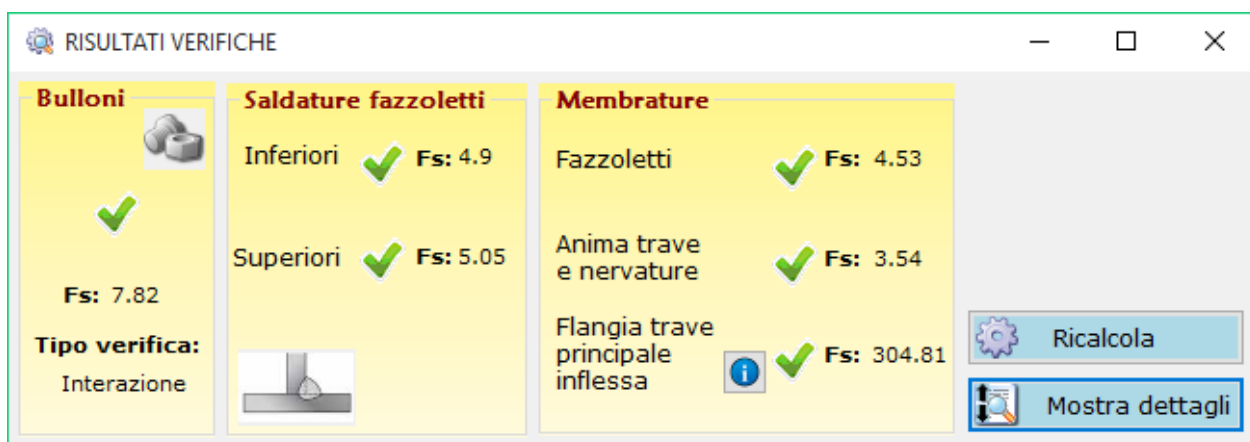 RISULTATI VERIFICHE
Bulloni
Fs: 7.82
Tipo verifica:
Interazione
Saldature fazzoletti
Inferiori Fs: 4.9
Superiori Fs: 5.05
Membrature
Fazzoletti Fs: 4.53
Anima trave
e nervature Fs: 3.54
Flangia trave
principale
inflessa Fs: 304.81
Ricalcola
Mostra dettagli